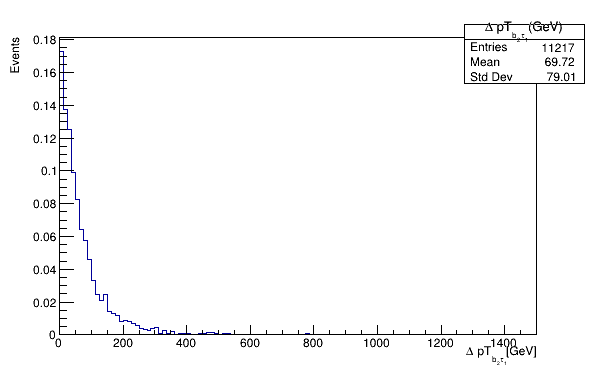 Δ pT_{b₂τ₁}(GeV)
Entries 11217
Mean 69.72
Std Dev 79.01
Events
0.18
0.16
0.14
0.12
0.1
0.08
0.06
0.04
0.02
0
0 200 400 600 800 1000 1200 1400
Δ pT_{b₂τ₁}[GeV]